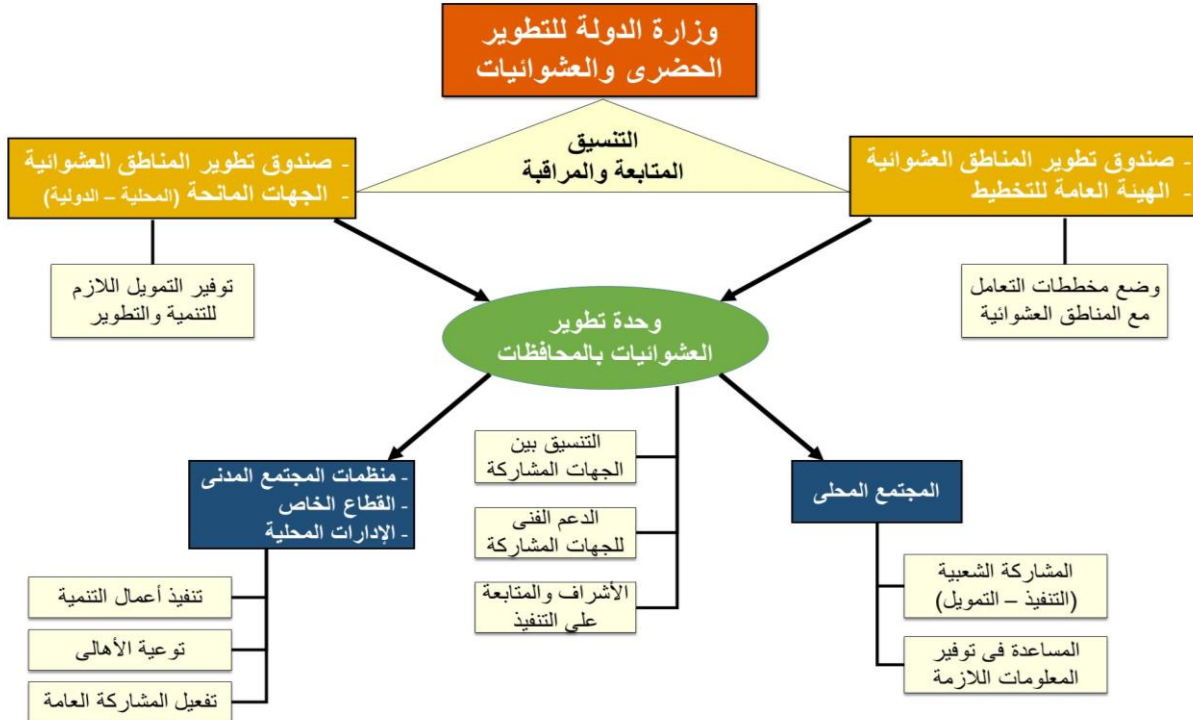 وزارة الدولة للتطوير
الحضرى والعشوائيات
التنسيق
المتابعة والمراقبة
- صندوق تطوير المناطق العشوائية
- الهيئة العامة للتخطيط
- صندوق تطوير المناطق العشوائية
- الجهات المانحة (المحلية – الدولية)
وضع مخططات التعامل
مع المناطق العشوائية
توفير التمويل اللازم
للتنمية والتطوير
وحدة تطوير
العشوائيات بالمحافظات
المجتمع المحلى
المشاركة الشعبية
(التنفيذ – التمويل)
المساعدة فى توفير
المعلومات اللازمة
التنسيق بين
الجهات المشاركة
الدعم الفنى
للجهات المشاركة
الأشراف والمتابعة
على التنفيذ
- منظمات المجتمع المدنى
- القطاع الخاص
- الإدارات المحلية
تنفيذ أعمال التنمية
توعية الأهالى
تفعيل المشاركة العامة